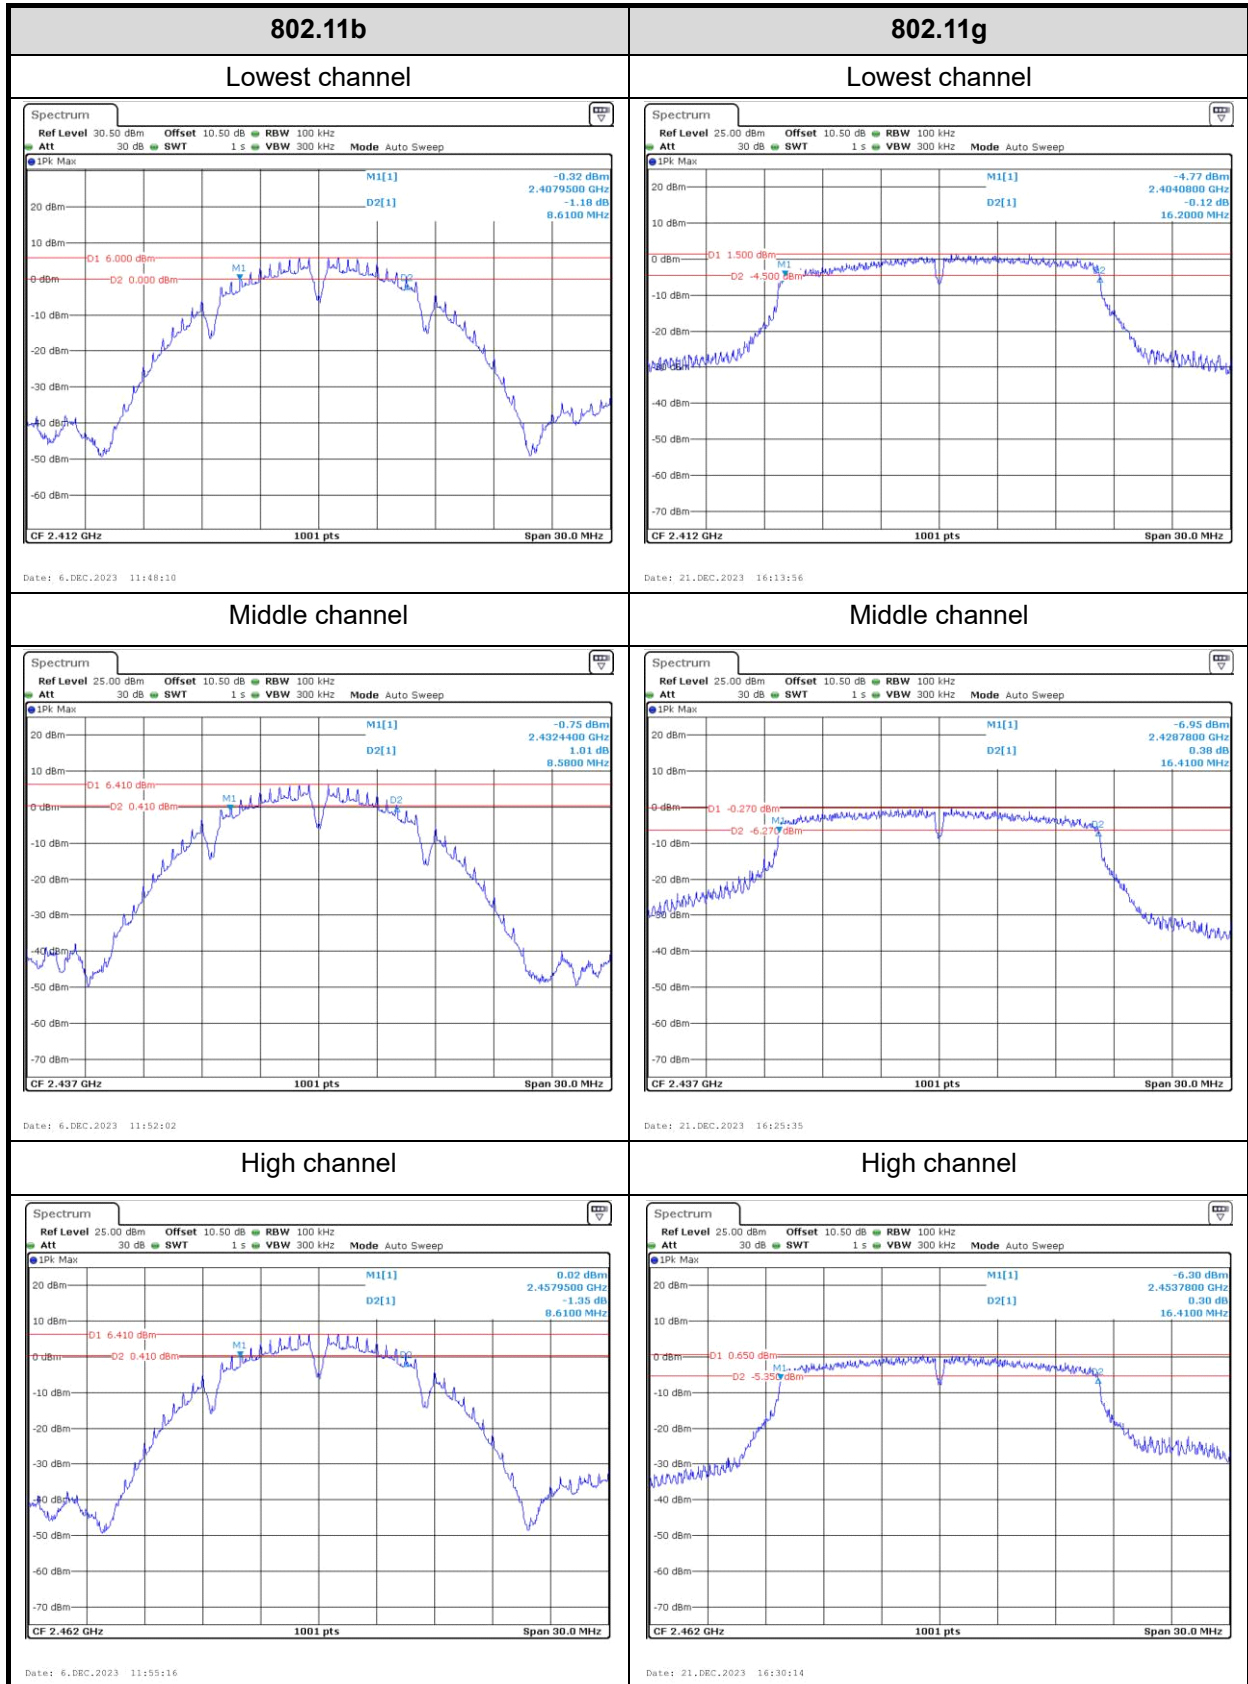 802.11b
802.11g
Lowest channel
Lowest channel
Spectrum
Ref Level 30.50 dBm Offset 10.50 dB RBW 100 kHz
Att 30 dB SWT 1 s VBW 300 kHz Mode Auto Sweep
1Pk Max
M1[1] -0.32 dBm
2.4079500 GHz
D2[1] -1.18 dB
8.6100 MHz
20 dBm
10 dBm
D1 6.000 dBm
M1
D2
0 dBm
D2 0.000 dBm
-10 dBm
-20 dBm
-30 dBm
-40 dBm
-50 dBm
-60 dBm
CF 2.412 GHz 1001 pts Span 30.0 MHz
Date: 6.DEC.2023 11:48:10
Spectrum
Ref Level 25.00 dBm Offset 10.50 dB RBW 100 kHz
Att 30 dB SWT 1 s VBW 300 kHz Mode Auto Sweep
1Pk Max
M1[1] -4.77 dBm
2.4040800 GHz
D2[1] -0.12 dB
16.2000 MHz
20 dBm
10 dBm
0 dBm
D1 1.500 dBm
M1
D2 -4.500 dBm
D2
-10 dBm
-20 dBm
-30 dBm
-40 dBm
-50 dBm
-60 dBm
-70 dBm
CF 2.412 GHz 1001 pts Span 30.0 MHz
Date: 21.DEC.2023 16:13:56
Middle channel
Middle channel
Spectrum
Ref Level 25.00 dBm Offset 10.50 dB RBW 100 kHz
Att 30 dB SWT 1 s VBW 300 kHz Mode Auto Sweep
1Pk Max
M1[1] -0.75 dBm
2.4324400 GHz
D2[1] 1.01 dB
8.5800 MHz
20 dBm
10 dBm
D1 6.410 dBm
M1
D2
0 dBm
D2 0.410 dBm
-10 dBm
-20 dBm
-30 dBm
-40 dBm
-50 dBm
-60 dBm
-70 dBm
CF 2.437 GHz 1001 pts Span 30.0 MHz
Date: 6.DEC.2023 11:52:02
Spectrum
Ref Level 25.00 dBm Offset 10.50 dB RBW 100 kHz
Att 30 dB SWT 1 s VBW 300 kHz Mode Auto Sweep
1Pk Max
M1[1] -6.95 dBm
2.4287800 GHz
D2[1] 0.38 dB
16.4100 MHz
20 dBm
10 dBm
0 dBm
D1 -0.270 dBm
M1
D2 -6.270 dBm
D2
-10 dBm
-20 dBm
-30 dBm
-40 dBm
-50 dBm
-60 dBm
-70 dBm
CF 2.437 GHz 1001 pts Span 30.0 MHz
Date: 21.DEC.2023 16:25:35
High channel
High channel
Spectrum
Ref Level 25.00 dBm Offset 10.50 dB RBW 100 kHz
Att 30 dB SWT 1 s VBW 300 kHz Mode Auto Sweep
1Pk Max
M1[1] 0.02 dBm
2.4579500 GHz
D2[1] -1.35 dB
8.6100 MHz
20 dBm
10 dBm
D1 6.410 dBm
M1
D2
0 dBm
D2 0.410 dBm
-10 dBm
-20 dBm
-30 dBm
-40 dBm
-50 dBm
-60 dBm
-70 dBm
CF 2.462 GHz 1001 pts Span 30.0 MHz
Date: 6.DEC.2023 11:55:16
Spectrum
Ref Level 25.00 dBm Offset 10.50 dB RBW 100 kHz
Att 30 dB SWT 1 s VBW 300 kHz Mode Auto Sweep
1Pk Max
M1[1] -6.30 dBm
2.4537800 GHz
D2[1] 0.30 dB
16.4100 MHz
20 dBm
10 dBm
0 dBm
D1 0.650 dBm
M1
D2 -5.350 dBm
D2
-10 dBm
-20 dBm
-30 dBm
-40 dBm
-50 dBm
-60 dBm
-70 dBm
CF 2.462 GHz 1001 pts Span 30.0 MHz
Date: 21.DEC.2023 16:30:14